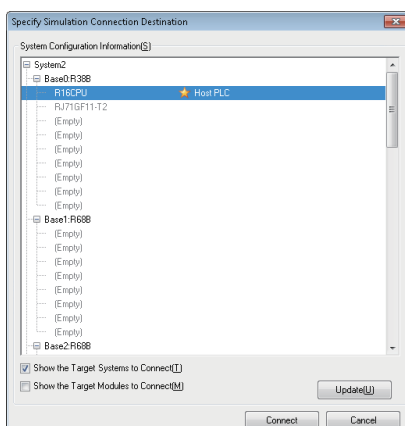 Specify Simulation Connection Destination
System Configuration Information(S)
System2
Base0:R38B
R16CPU Host PLC
RJ71GF11-T2
(Empty)
(Empty)
(Empty)
(Empty)
(Empty)
(Empty)
Base1:R68B
(Empty)
(Empty)
(Empty)
(Empty)
(Empty)
(Empty)
(Empty)
(Empty)
Base2:R68B
Show the Target Systems to Connect(T)
Show the Target Modules to Connect(M)
Update(U)
Connect Cancel